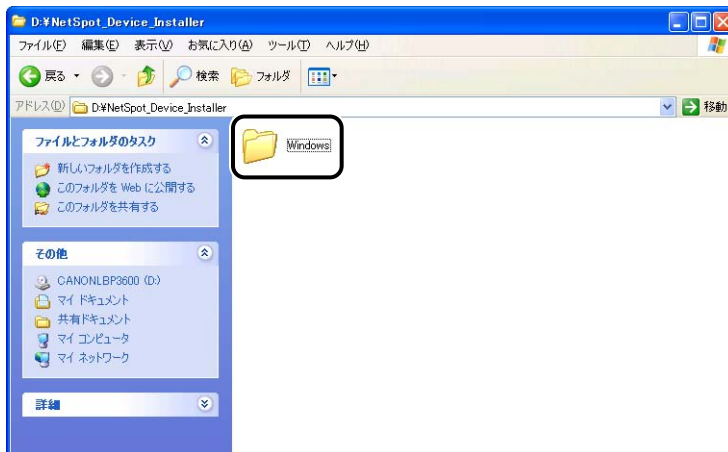 D:¥NetSpot_Device_Installer
ファイル(F) 編集(E) 表示(V) お気に入り(A) ツール(T) ヘルプ(H)
戻る 検索 フォルダ
アドレス(D) D:¥NetSpot_Device_Installer 移動
ファイルとフォルダのタスク
新しいフォルダを作成する
このフォルダを Web に公開する
このフォルダを共有する
その他
CANONLBP3600 (D:)
マイ ドキュメント
共有ドキュメント
マイ コンピュータ
マイ ネットワーク
詳細
Windows